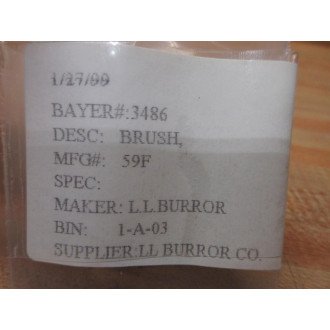 1/27/99
BAYER#:3486
DESC: BRUSH,
MFG#: 59F
SPEC:
MAKER: L.L.BURROR
BIN: 1-A-03
SUPPLIER:LL BURROR CO.